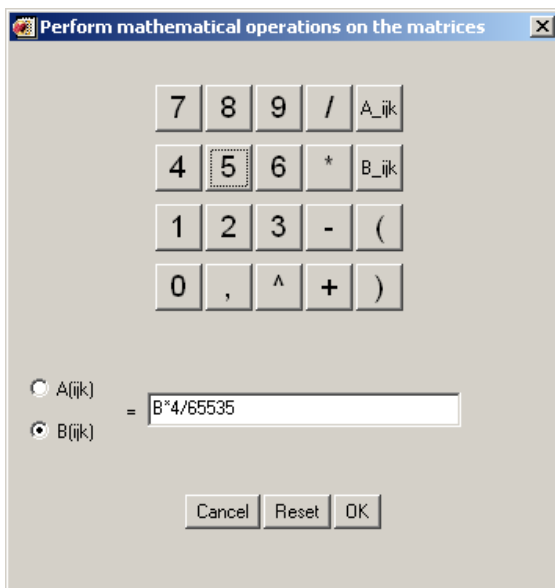 Perform mathematical operations on the matrices
7 8 9 / A_ijk
4 5 6 * B_ijk
1 2 3 - (
0 , ^ + )
A(ijk)
= B*4/65535
B(ijk)
Cancel Reset OK